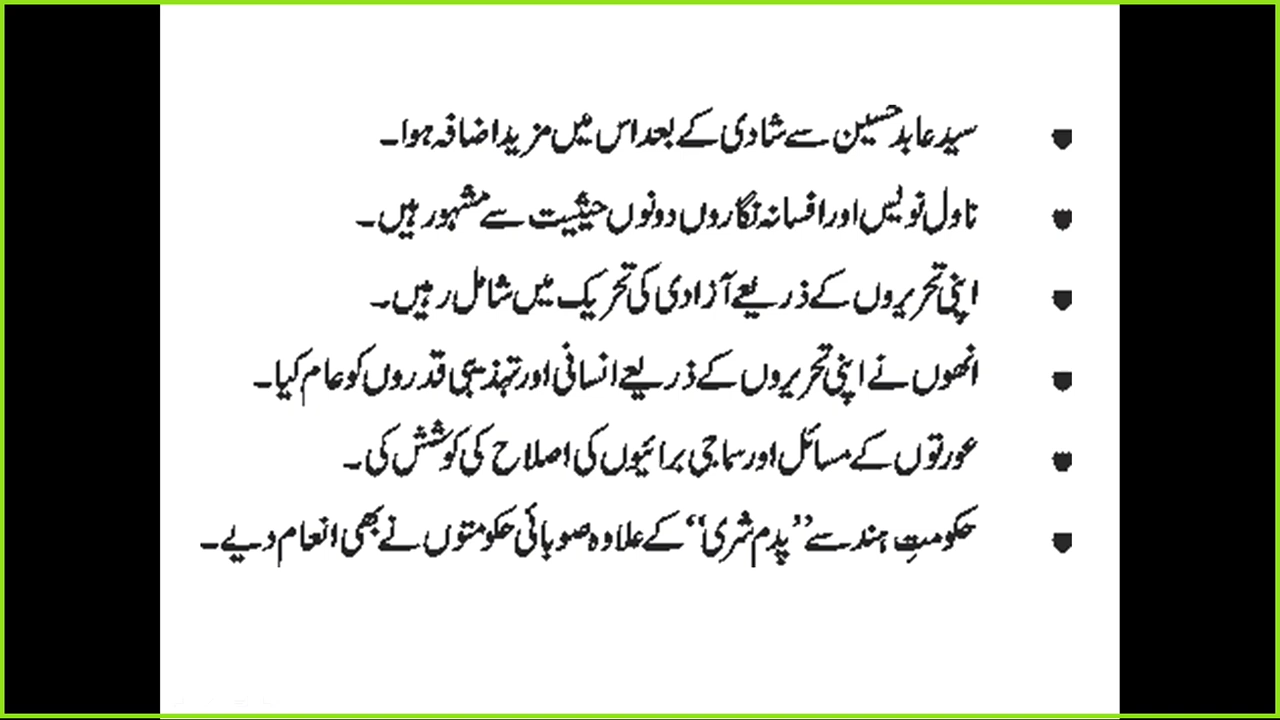 سید عابد حسین سے شادی کے بعد اس میں مزید اضافہ ہوا۔
ناول نویس اور افسانہ نگاروں دونوں حیثیت سے مشہور ہیں۔
اپنی تحریروں کے ذریعے آزادی کی تحریک میں شامل رہیں۔
انھوں نے اپنی تحریروں کے ذریعے انسانی اور تہذیبی قدروں کو عام کیا۔
عورتوں کے مسائل اور سماجی برائیوں کی اصلاح کی کوشش کی۔
حکومتِ ہند سے ”پدم شری“ کے علاوہ صوبائی حکومتوں نے بھی انعام دیے۔